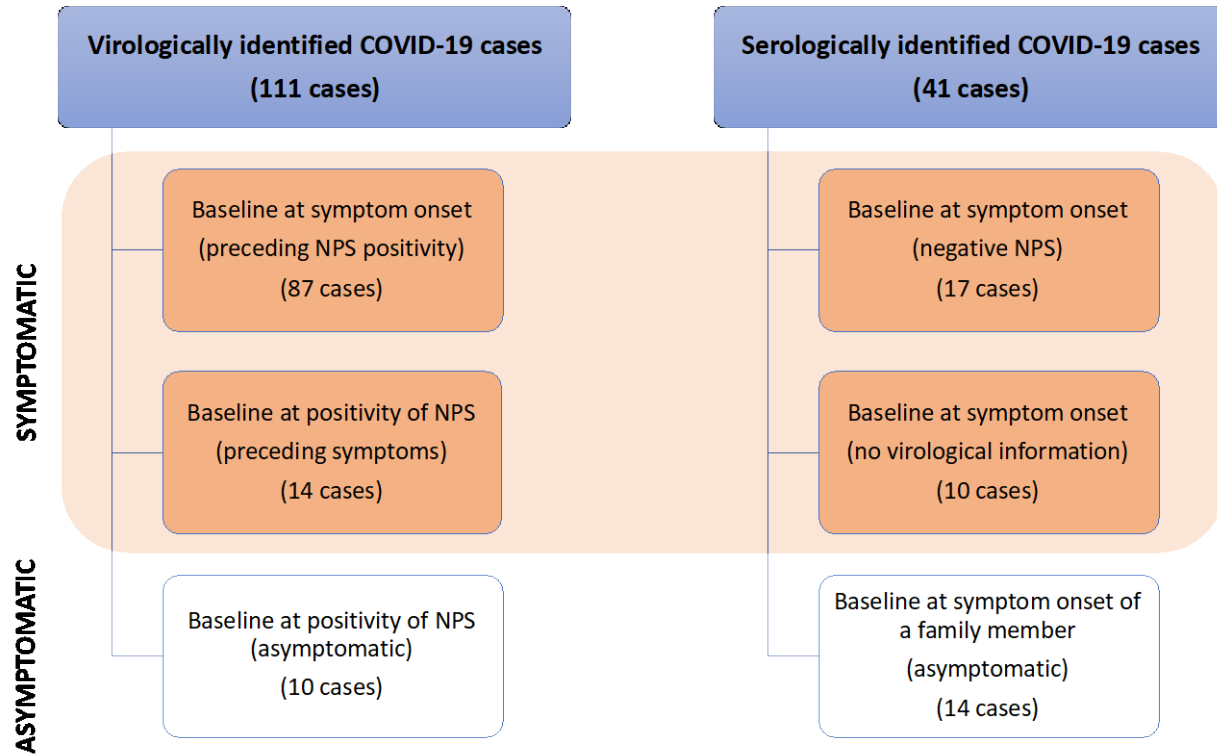 Virologically identified COVID-19 cases
(111 cases)
Serologically identified COVID-19 cases
(41 cases)
SYMPTOMATIC
Baseline at symptom onset
(preceding NPS positivity)
(87 cases)
Baseline at symptom onset
(negative NPS)
(17 cases)
Baseline at positivity of NPS
(preceding symptoms)
(14 cases)
Baseline at symptom onset
(no virological information)
(10 cases)
ASYMPTOMATIC
Baseline at positivity of NPS
(asymptomatic)
(10 cases)
Baseline at symptom onset of
a family member
(asymptomatic)
(14 cases)